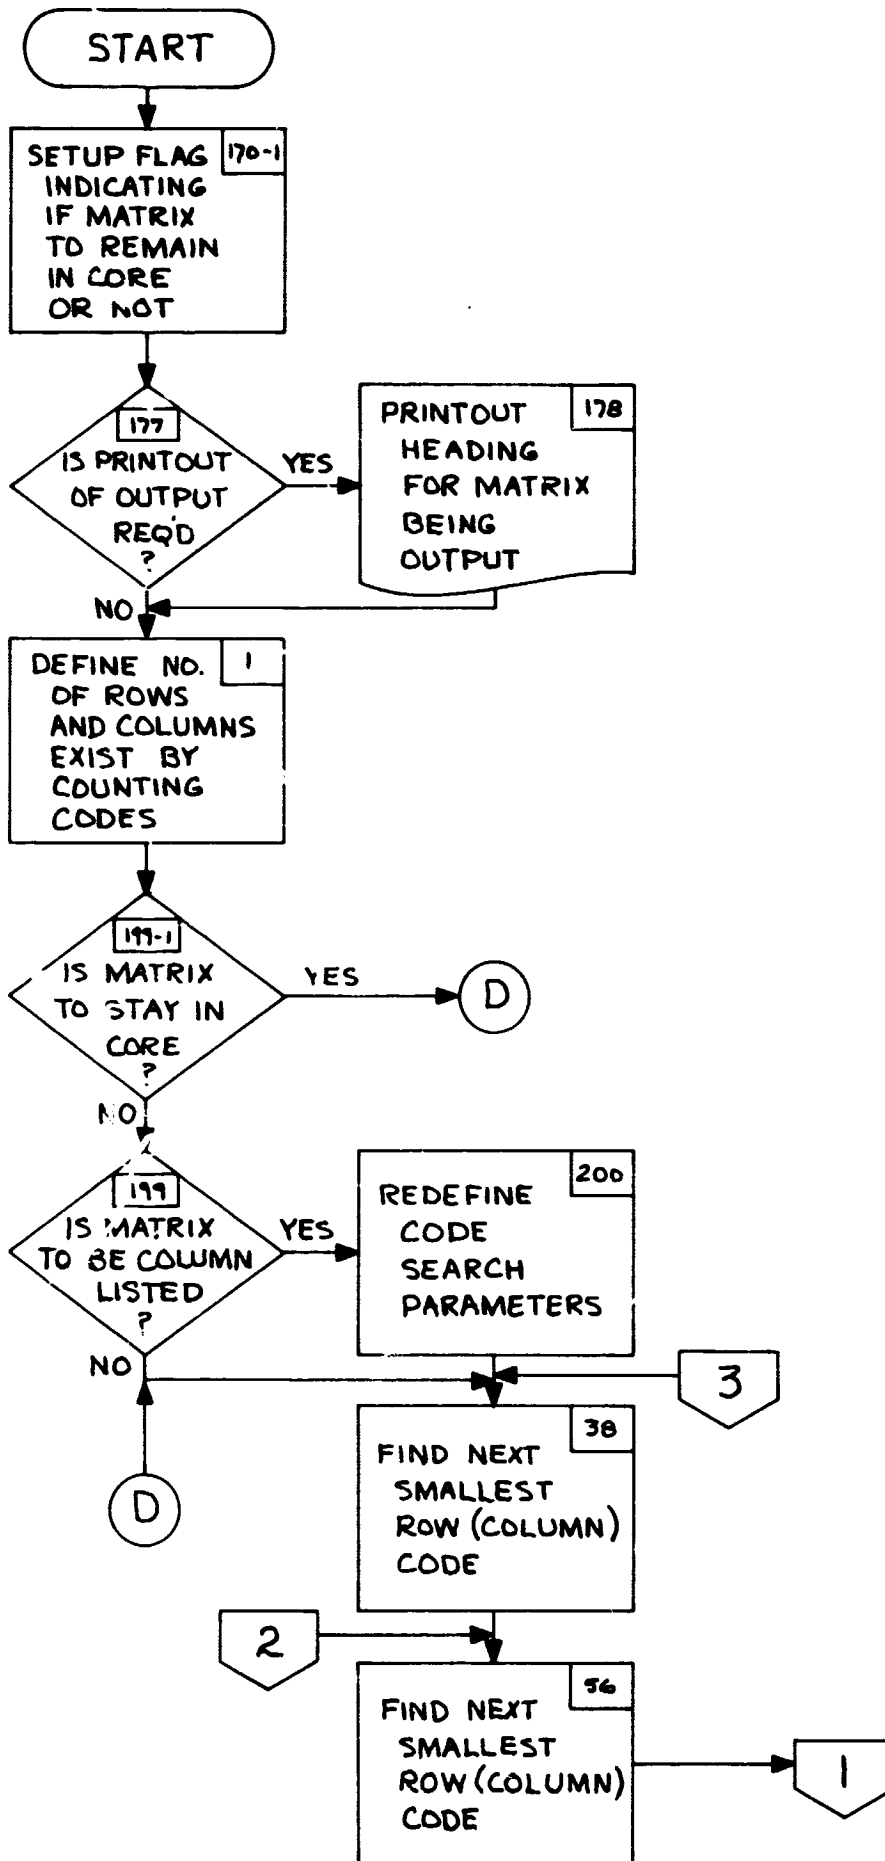 START
170-1
SETUP FLAG
INDICATING
IF MATRIX
TO REMAIN
IN CORE
OR NOT
177
IS PRINTOUT
OF OUTPUT
REQ'D
?
YES
178
PRINTOUT
HEADING
FOR MATRIX
BEING
OUTPUT
NO
1
DEFINE NO.
OF ROWS
AND COLUMNS
EXIST BY
COUNTING
CODES
199-1
IS MATRIX
TO STAY IN
CORE
?
YES
D
NO
199
IS MATRIX
TO BE COLUMN
LISTED
?
YES
200
REDEFINE
CODE
SEARCH
PARAMETERS
NO
3
D
38
FIND NEXT
SMALLEST
ROW (COLUMN)
CODE
2
56
FIND NEXT
SMALLEST
ROW (COLUMN)
CODE
1